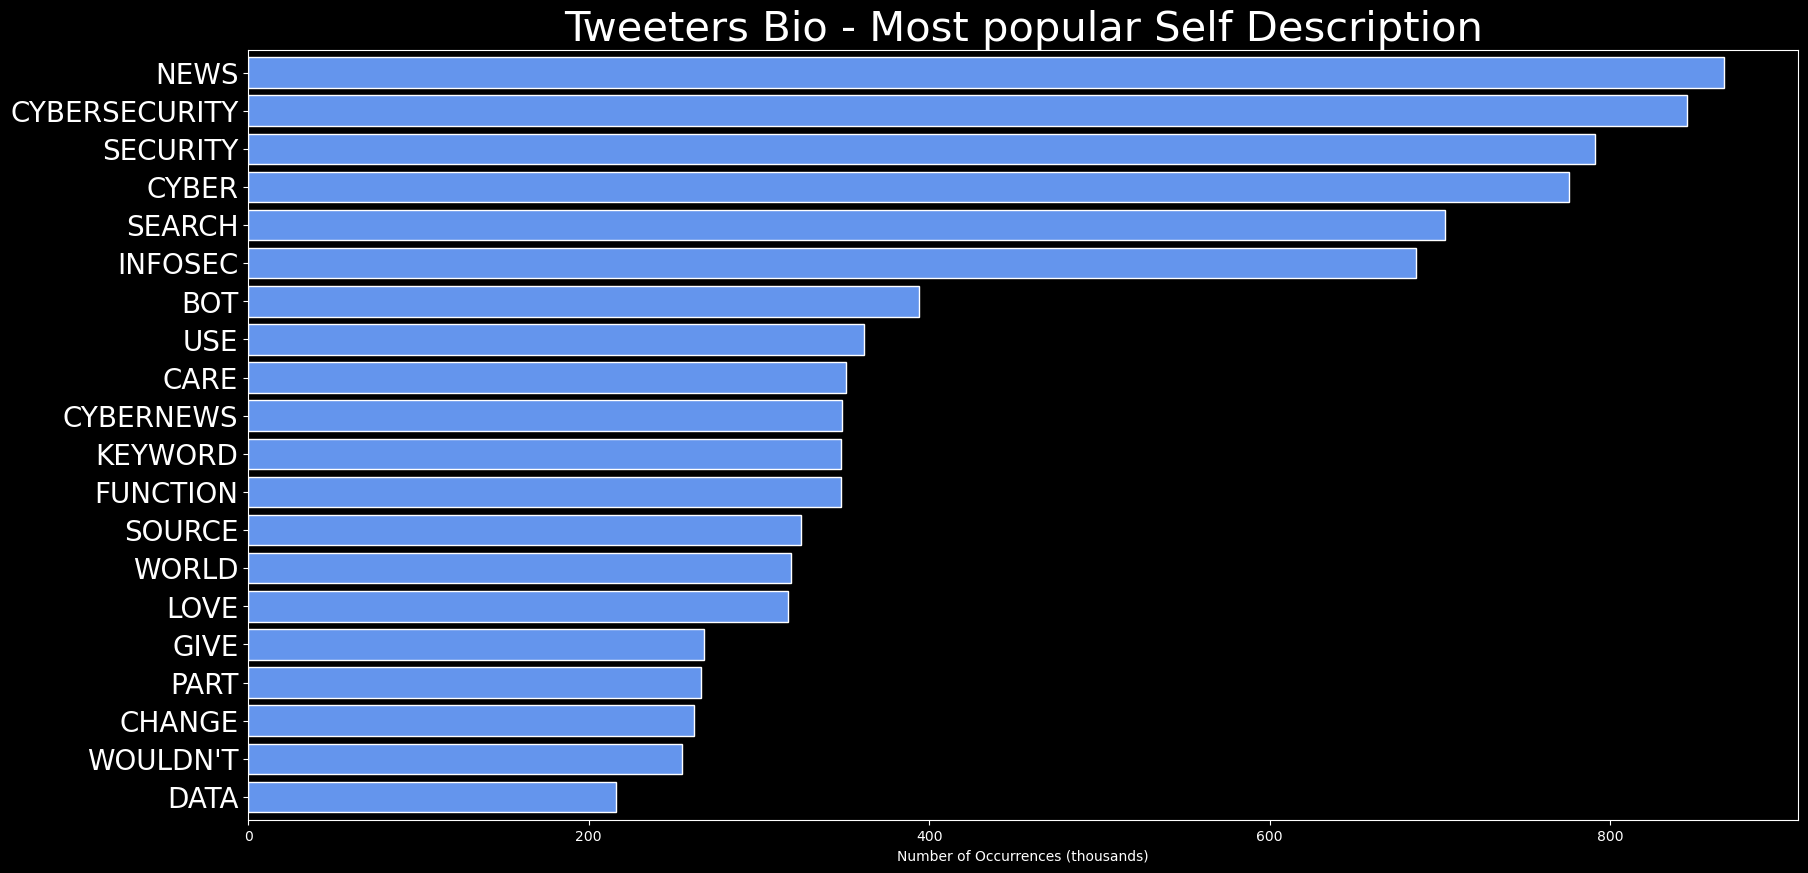 Tweeters Bio - Most popular Self Description
NEWS
CYBERSECURITY
SECURITY
CYBER
SEARCH
INFOSEC
BOT
USE
CARE
CYBERNEWS
KEYWORD
FUNCTION
SOURCE
WORLD
LOVE
GIVE
PART
CHANGE
WOULDN'T
DATA
0 200 400 600 800
Number of Occurrences (thousands)